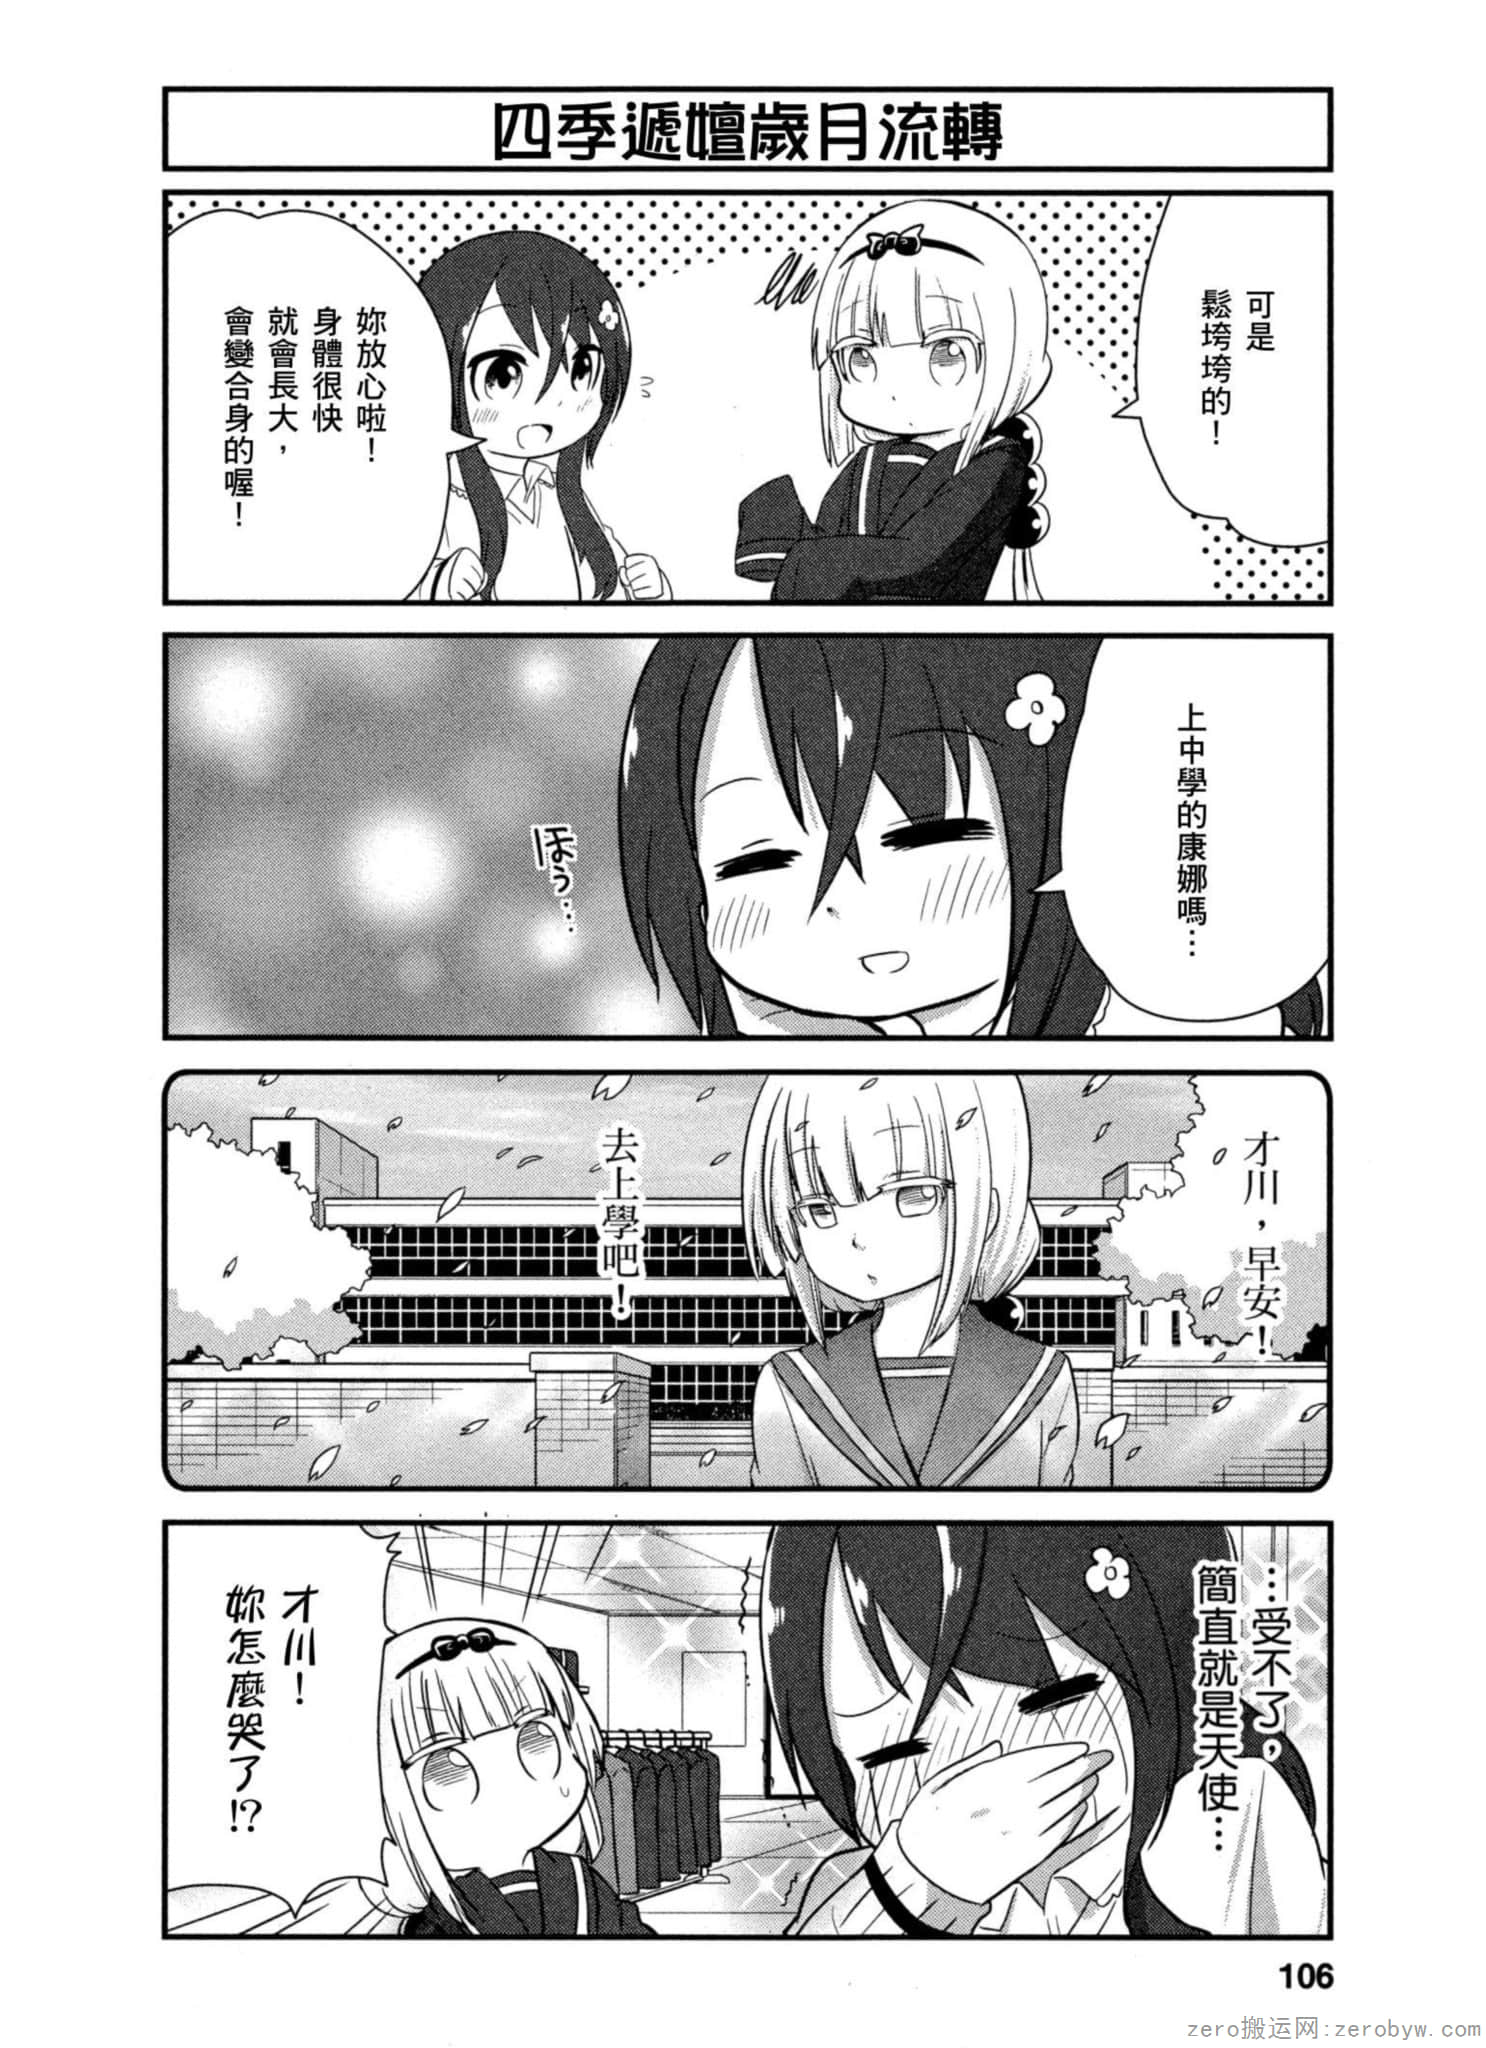 四季遞嬗歲月流轉
可是
鬆垮垮的！
妳放心啦！
身體很快
就會長大，
會變合身的喔！
上中學的康娜嗎…
ほぅ…
才川，早安！
去上學吧！
…受不了，
簡直就是天使…
才川！
妳怎麼哭了!?
106
zero搬运网:zerobyw.com